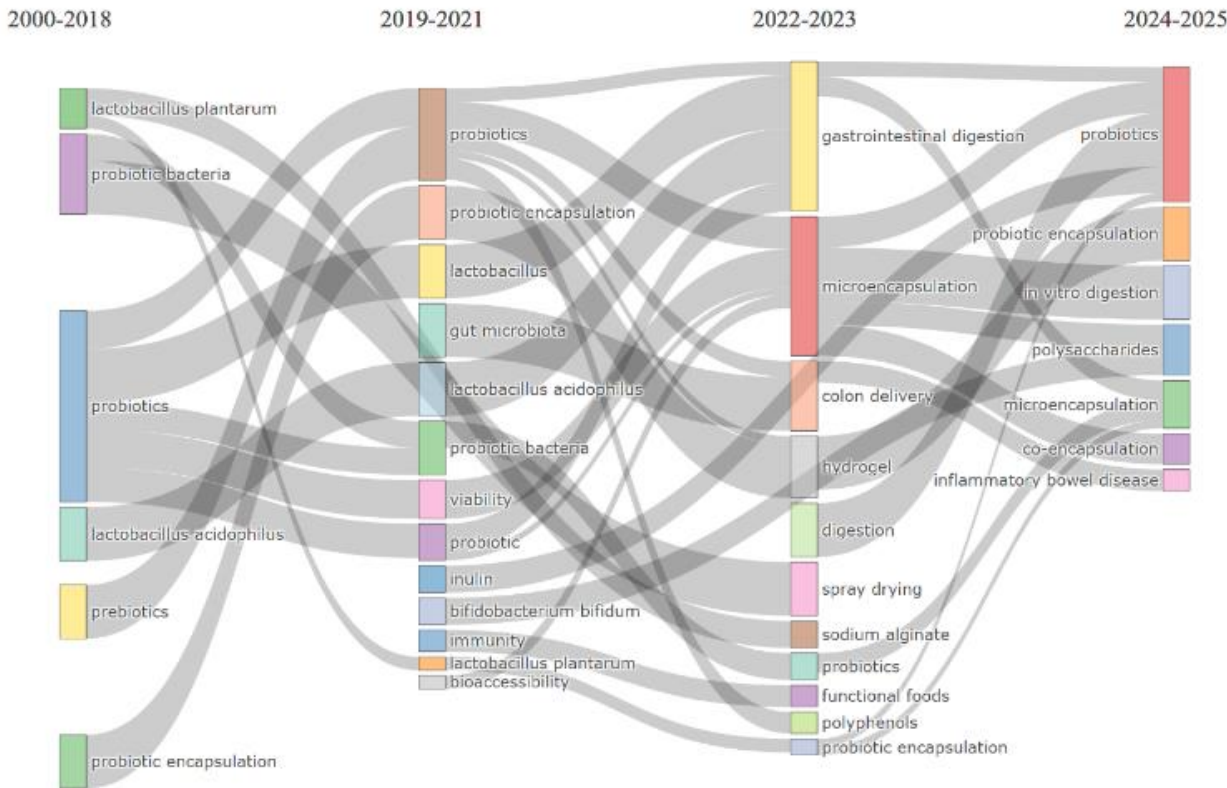 2000-2018
2019-2021
2022-2023
2024-2025
lactobacillus plantarum
probiotic bacteria
probiotics
lactobacillus acidophilus
prebiotics
probiotic encapsulation
probiotics
probiotic encapsulation
lactobacillus
gut microbiota
lactobacillus acidophilus
probiotic bacteria
viability
probiotic
inulin
bifidobacterium bifidum
immunity
lactobacillus plantarum
bioaccessibility
gastrointestinal digestion
microencapsulation
colon delivery
hydrogel
digestion
spray drying
sodium alginate
probiotics
functional foods
polyphenols
probiotic encapsulation
probiotics
probiotic encapsulation
in vitro digestion
polysaccharides
microencapsulation
co-encapsulation
inflammatory bowel disease